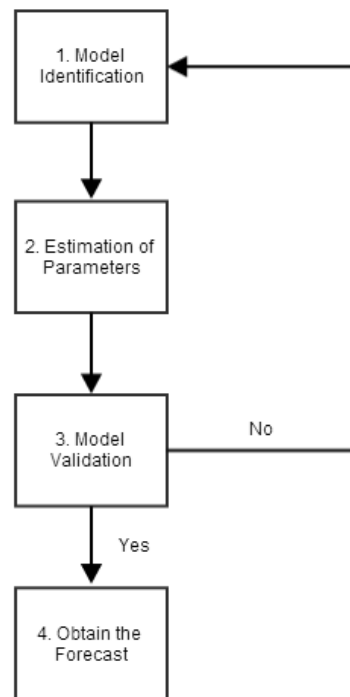 1. Model
Identification
2. Estimation of
Parameters
3. Model
Validation
No
Yes
4. Obtain the
Forecast